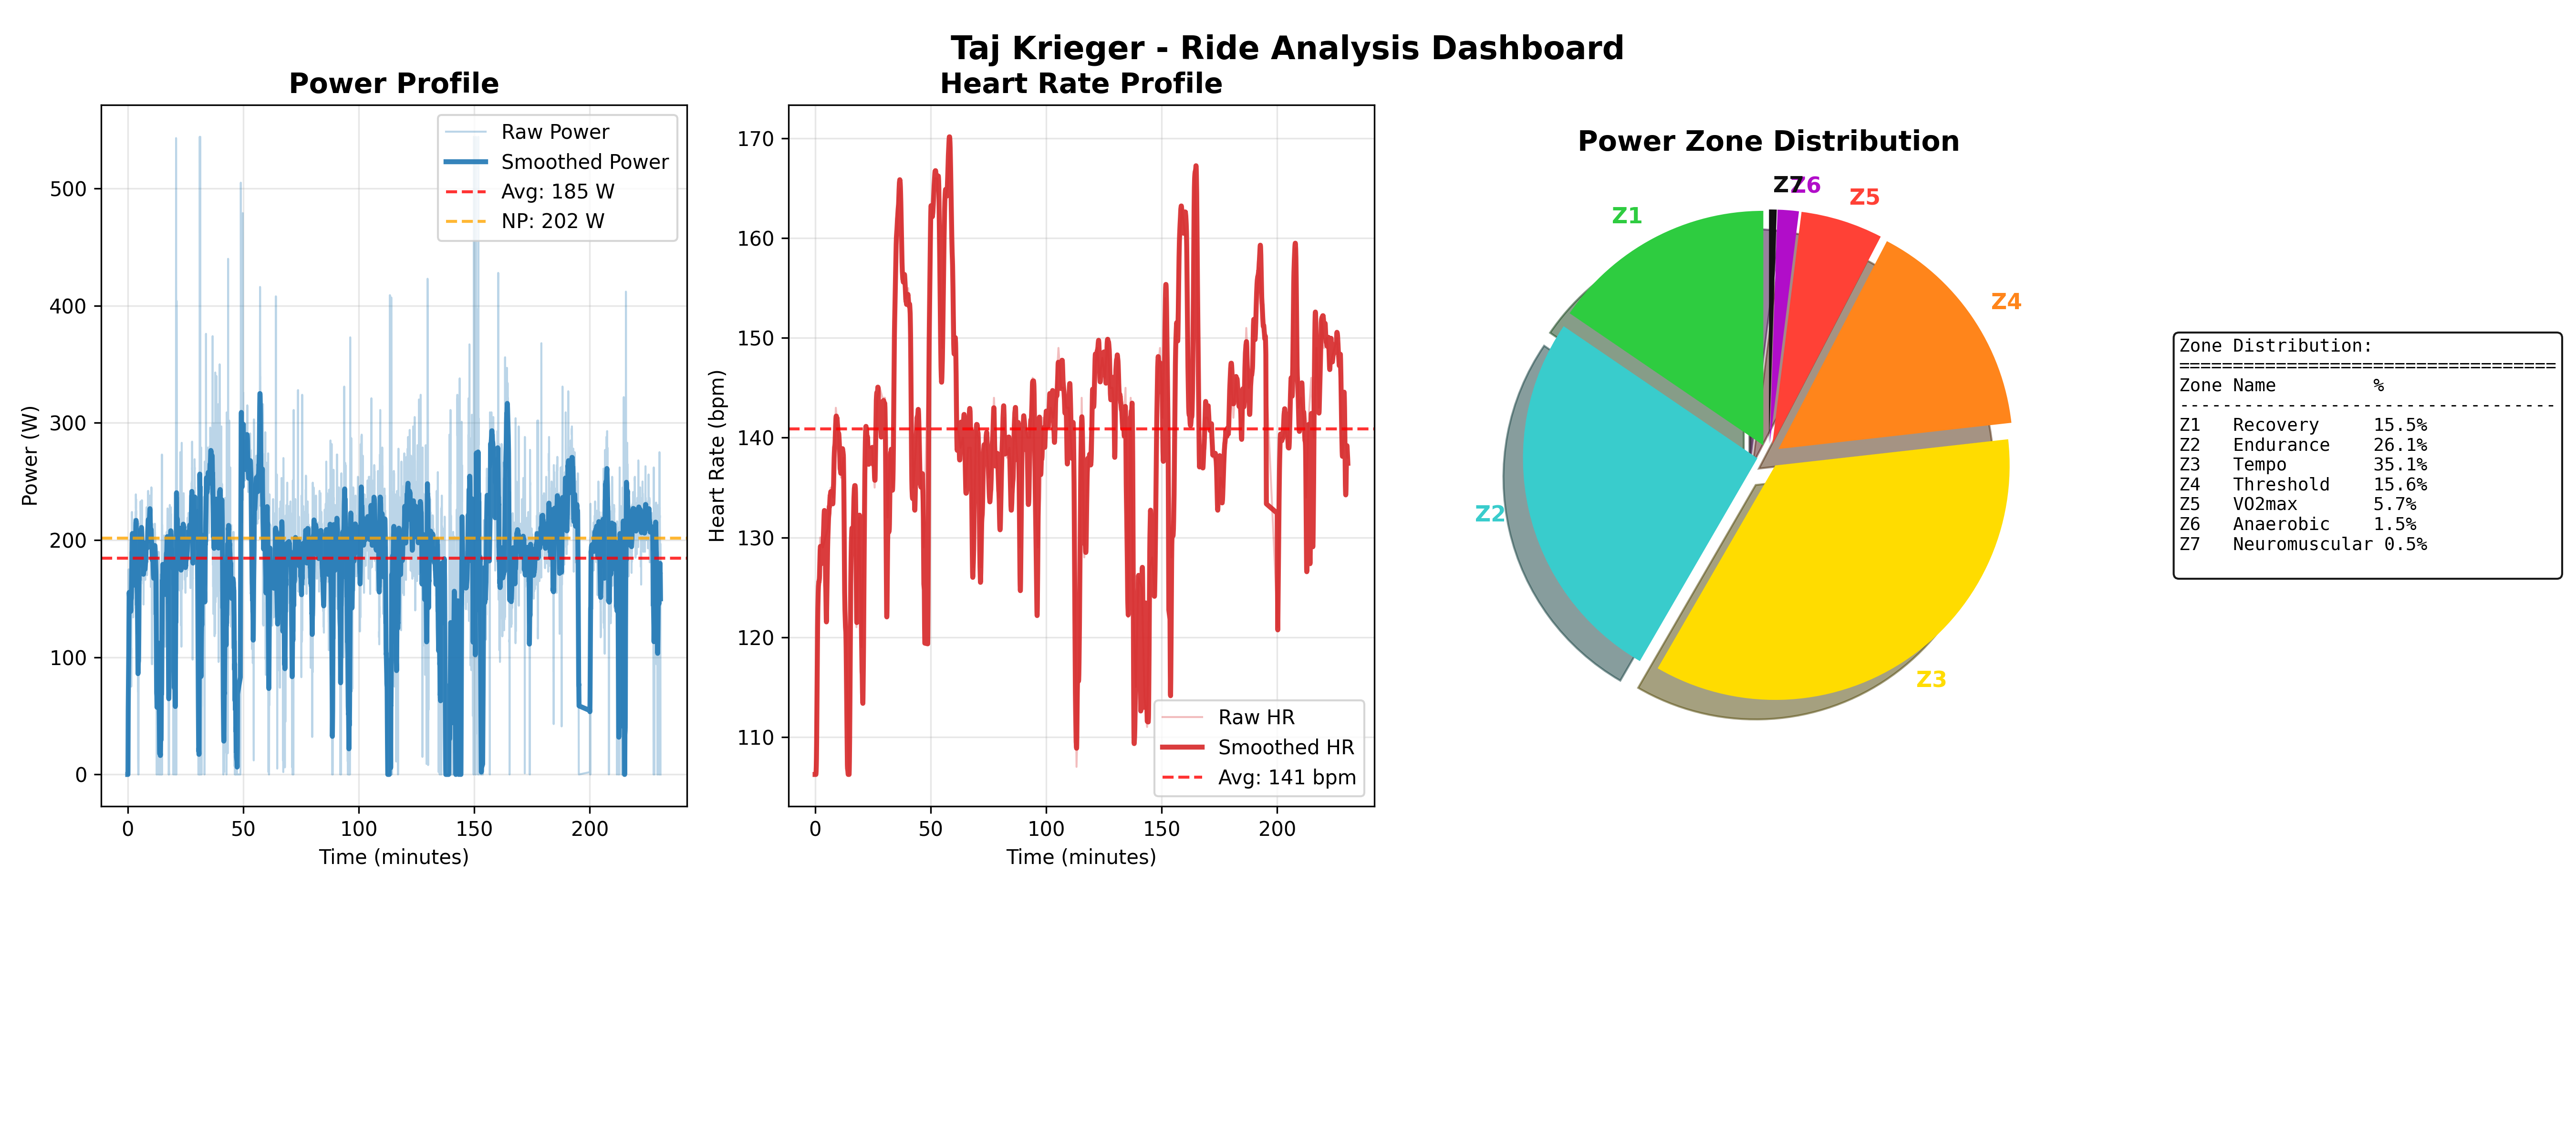 Taj Krieger - Ride Analysis Dashboard
Power Profile
Power (W)
500
400
300
200
100
0
0 50 100 150 200
Time (minutes)
Raw Power
Smoothed Power
Avg: 185 W
NP: 202 W
Heart Rate Profile
Heart Rate (bpm)
170
160
150
140
130
120
110
0 50 100 150 200
Time (minutes)
Raw HR
Smoothed HR
Avg: 141 bpm
Power Zone Distribution
Z1
Z2
Z3
Z4
Z5
Z6
Z7
Zone Distribution:
===================================
Zone Name %
-----------------------------------
Z1 Recovery 15.5%
Z2 Endurance 26.1%
Z3 Tempo 35.1%
Z4 Threshold 15.6%
Z5 VO2max 5.7%
Z6 Anaerobic 1.5%
Z7 Neuromuscular 0.5%